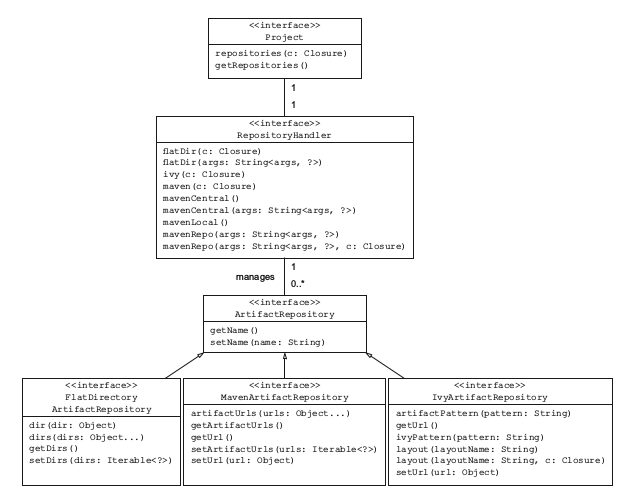 <<interface>>
Project
repositories(c: Closure)
getRepositories()
1
1
<<interface>>
RepositoryHandler
flatDir(c: Closure)
flatDir(args: String<args, ?>)
ivy(c: Closure)
maven(c: Closure)
mavenCentral()
mavenCentral(args: String<args, ?>)
mavenLocal()
mavenRepo(args: String<args, ?>)
mavenRepo(args: String<args, ?>, c: Closure)
manages
1
0..*
<<interface>>
ArtifactRepository
getName()
setName(name: String)
<<interface>>
FlatDirectory
ArtifactRepository
dir(dir: Object)
dirs(dirs: Object...)
getDirs()
setDirs(dirs: Iterable<?>)
<<interface>>
MavenArtifactRepository
artifactUrls(urls: Object...)
getArtifactUrls()
getUrl()
setArtifactUrls(urls: Iterable<?>)
setUrl(url: Object)
<<interface>>
IvyArtifactRepository
artifactPattern(pattern: String)
getUrl()
ivyPattern(pattern: String)
layout(layoutName: String)
layout(layoutName: String, c: Closure)
setUrl(url: Object)